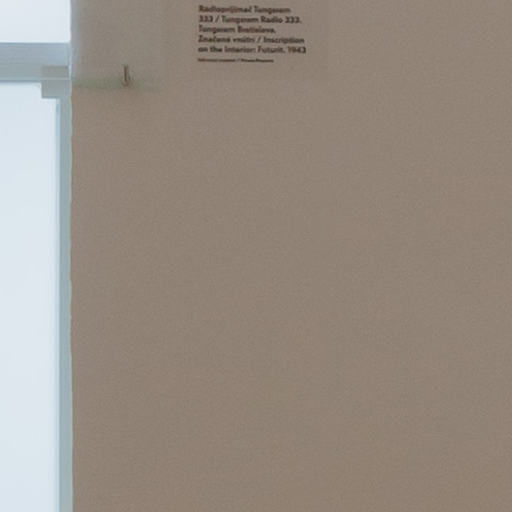 Radioprijímač Tungsram
333 / Tungsram Radio 333.
Tungsram Bratislava.
Značené vnútri / Inscription
on the interior: Futurit. 1943